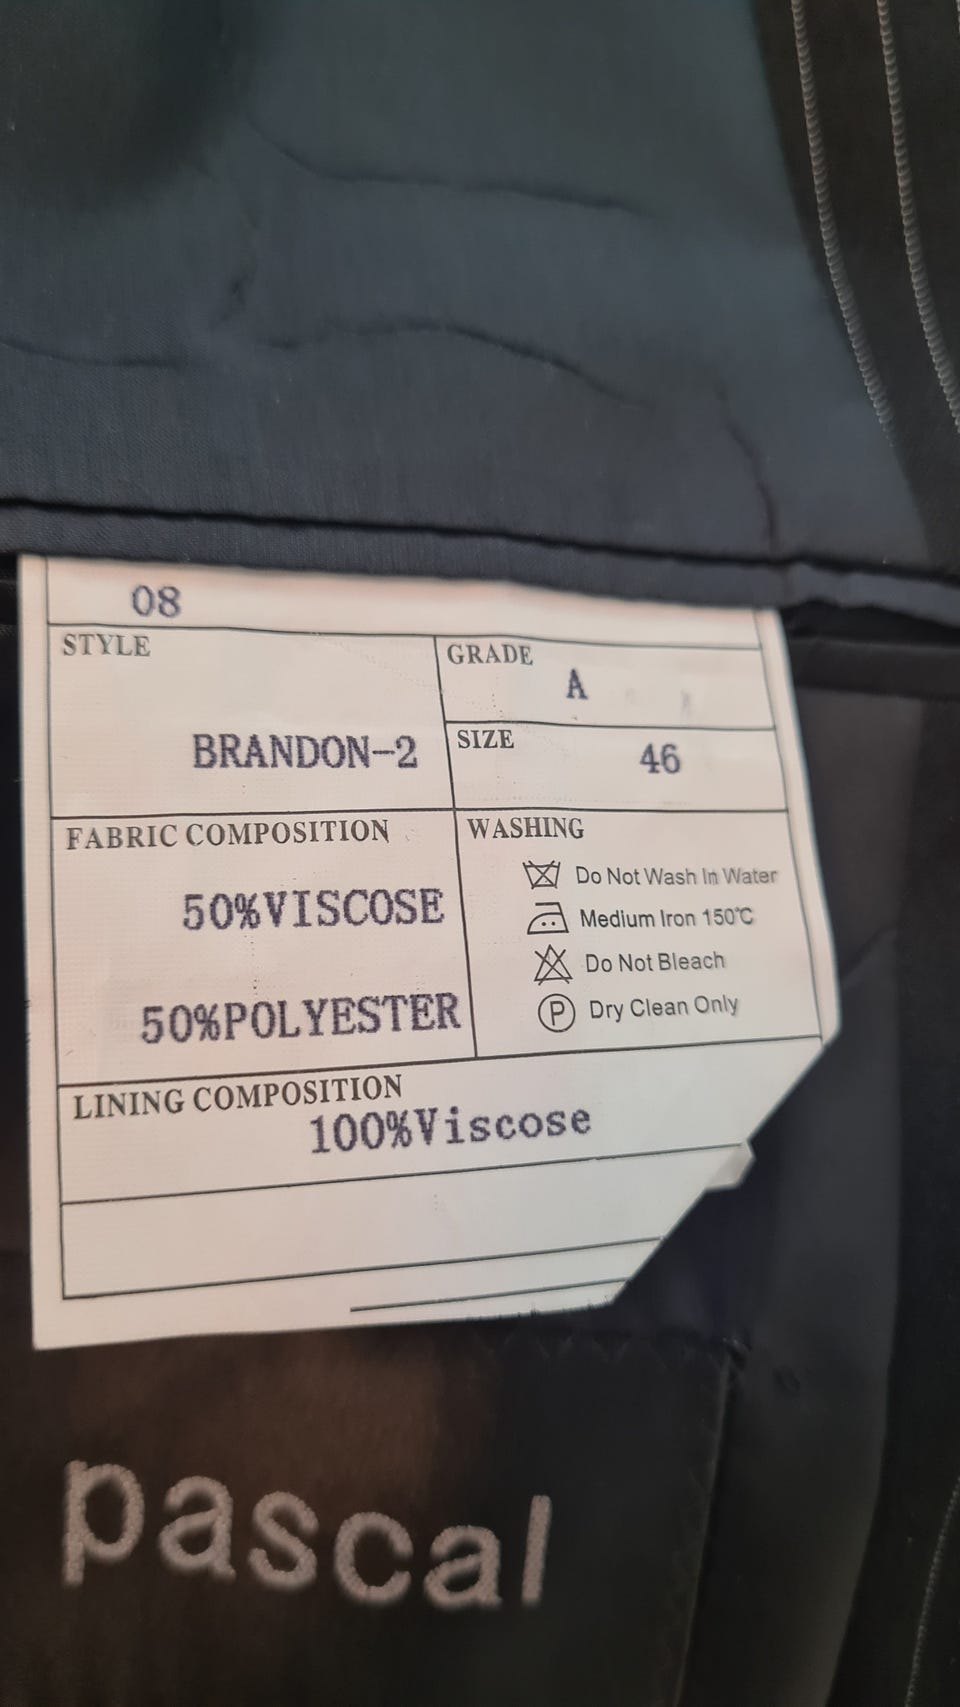 08
STYLE
BRANDON-2
GRADE
A
SIZE
46
FABRIC COMPOSITION
50%VISCOSE
50%POLYESTER
WASHING
Do Not Wash In Water
Medium Iron 150℃
Do Not Bleach
P Dry Clean Only
LINING COMPOSITION
100%Viscose
pascal